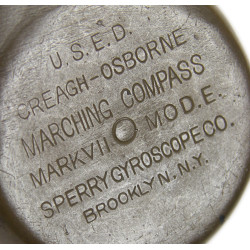 U.S.E.D.
CREAGH-OSBORNE
MARCHING COMPASS
MARK VII MODE.
SPERRY GYROSCOPE CO.
BROOKLYN. N.Y.